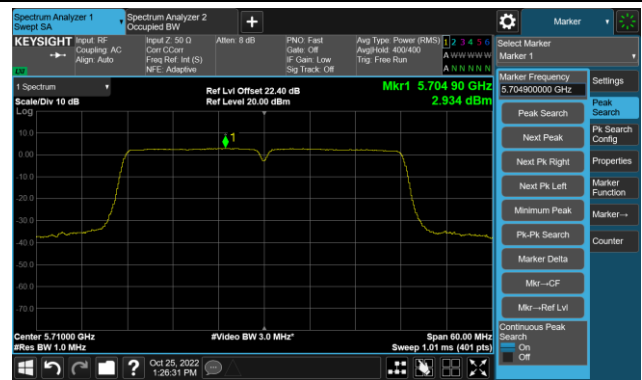 Spectrum Analyzer 1
Swept SA
Spectrum Analyzer 2
Occupied BW
+
Marker
KEYSIGHT
Input: RF
Coupling: AC
Align: Auto
Input Z: 50 Ω
Corr CCorr
Freq Ref: Int (S)
NFE: Adaptive
Atten: 8 dB
PNO: Fast
Gate: Off
IF Gain: Low
Sig Track: Off
Avg Type: Power (RMS)
Avg|Hold: 400/400
Trig: Free Run
1 2 3 4 5 6
A W W W W W
A N N N N N
Select Marker
Marker 1
LW
1 Spectrum
Scale/Div 10 dB
Log
Ref Lvl Offset 22.40 dB
Ref Level 20.00 dBm
Mkr1 5.704 90 GHz
2.934 dBm
1
10.0
0.00
-10.0
-20.0
-30.0
-40.0
-50.0
-60.0
-70.0
Center 5.71000 GHz
#Res BW 1.0 MHz
#Video BW 3.0 MHz*
Span 60.00 MHz
Sweep 1.01 ms (401 pts)
Marker Frequency
5.704900000 GHz
Peak Search
Next Peak
Next Pk Right
Next Pk Left
Minimum Peak
Pk-Pk Search
Marker Delta
Mkr→CF
Mkr→Ref Lvl
Continuous Peak
Search
On
Off
Settings
Peak
Search
Pk Search
Config
Properties
Marker
Function
Marker→
Counter
?
Oct 25, 2022
1:26:31 PM